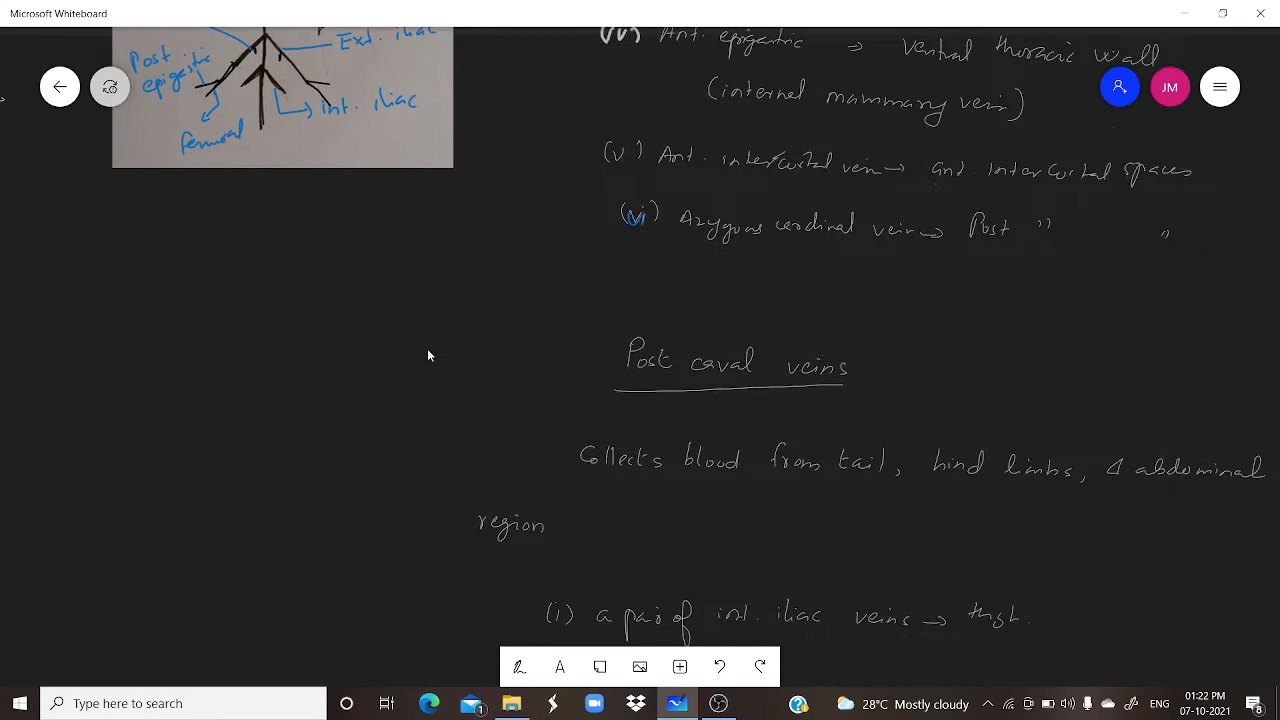 Microsoft Whiteboard
Ext. iliac
Post
epigastric
int. iliac
femoral
(iv) Ant. epigastric ⇒ Ventral thoracic wall
(internal mammary vein)
(v) Ant. intercostal vein → ant. intercostal spaces
(vi) Azygous cardinal vein → Post " "
Post caval veins
Collects blood from tail, hind limbs, & abdominal
region
(i) a pair of int. iliac veins → thigh.
JM
Type here to search
1
28°C Mostly cloudy
01:22 PM
07-10-2021
8